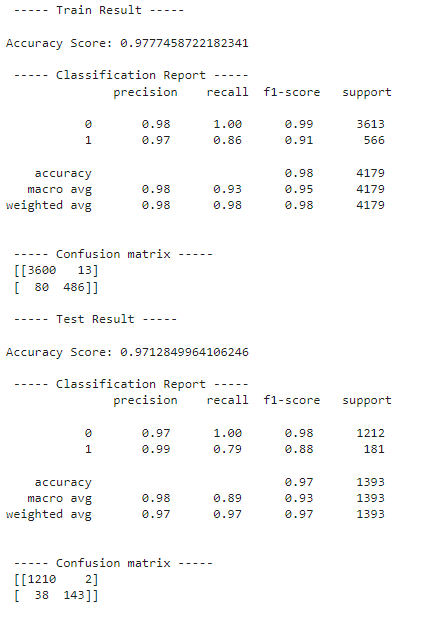 ----- Train Result -----
Accuracy Score: 0.9777458722182341
----- Classification Report -----
precision    recall  f1-score   support
0       0.98      1.00      0.99      3613
1       0.97      0.86      0.91       566
accuracy                           0.98      4179
macro avg       0.98      0.93      0.95      4179
weighted avg       0.98      0.98      0.98      4179
----- Confusion matrix -----
[[3600   13]
[  80  486]]
----- Test Result -----
Accuracy Score: 0.9712849964106246
----- Classification Report -----
precision    recall  f1-score   support
0       0.97      1.00      0.98      1212
1       0.99      0.79      0.88       181
accuracy                           0.97      1393
macro avg       0.98      0.89      0.93      1393
weighted avg       0.97      0.97      0.97      1393
----- Confusion matrix -----
[[1210    2]
[  38  143]]